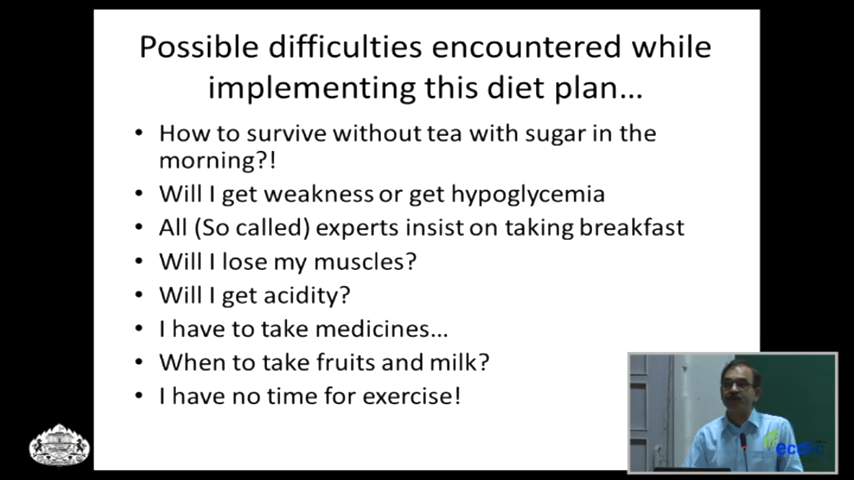 Possible difficulties encountered while
implementing this diet plan...
• How to survive without tea with sugar in the
morning?!
• Will I get weakness or get hypoglycemia
• All (So called) experts insist on taking breakfast
• Will I lose my muscles?
• Will I get acidity?
• I have to take medicines...
• When to take fruits and milk?
• I have no time for exercise!